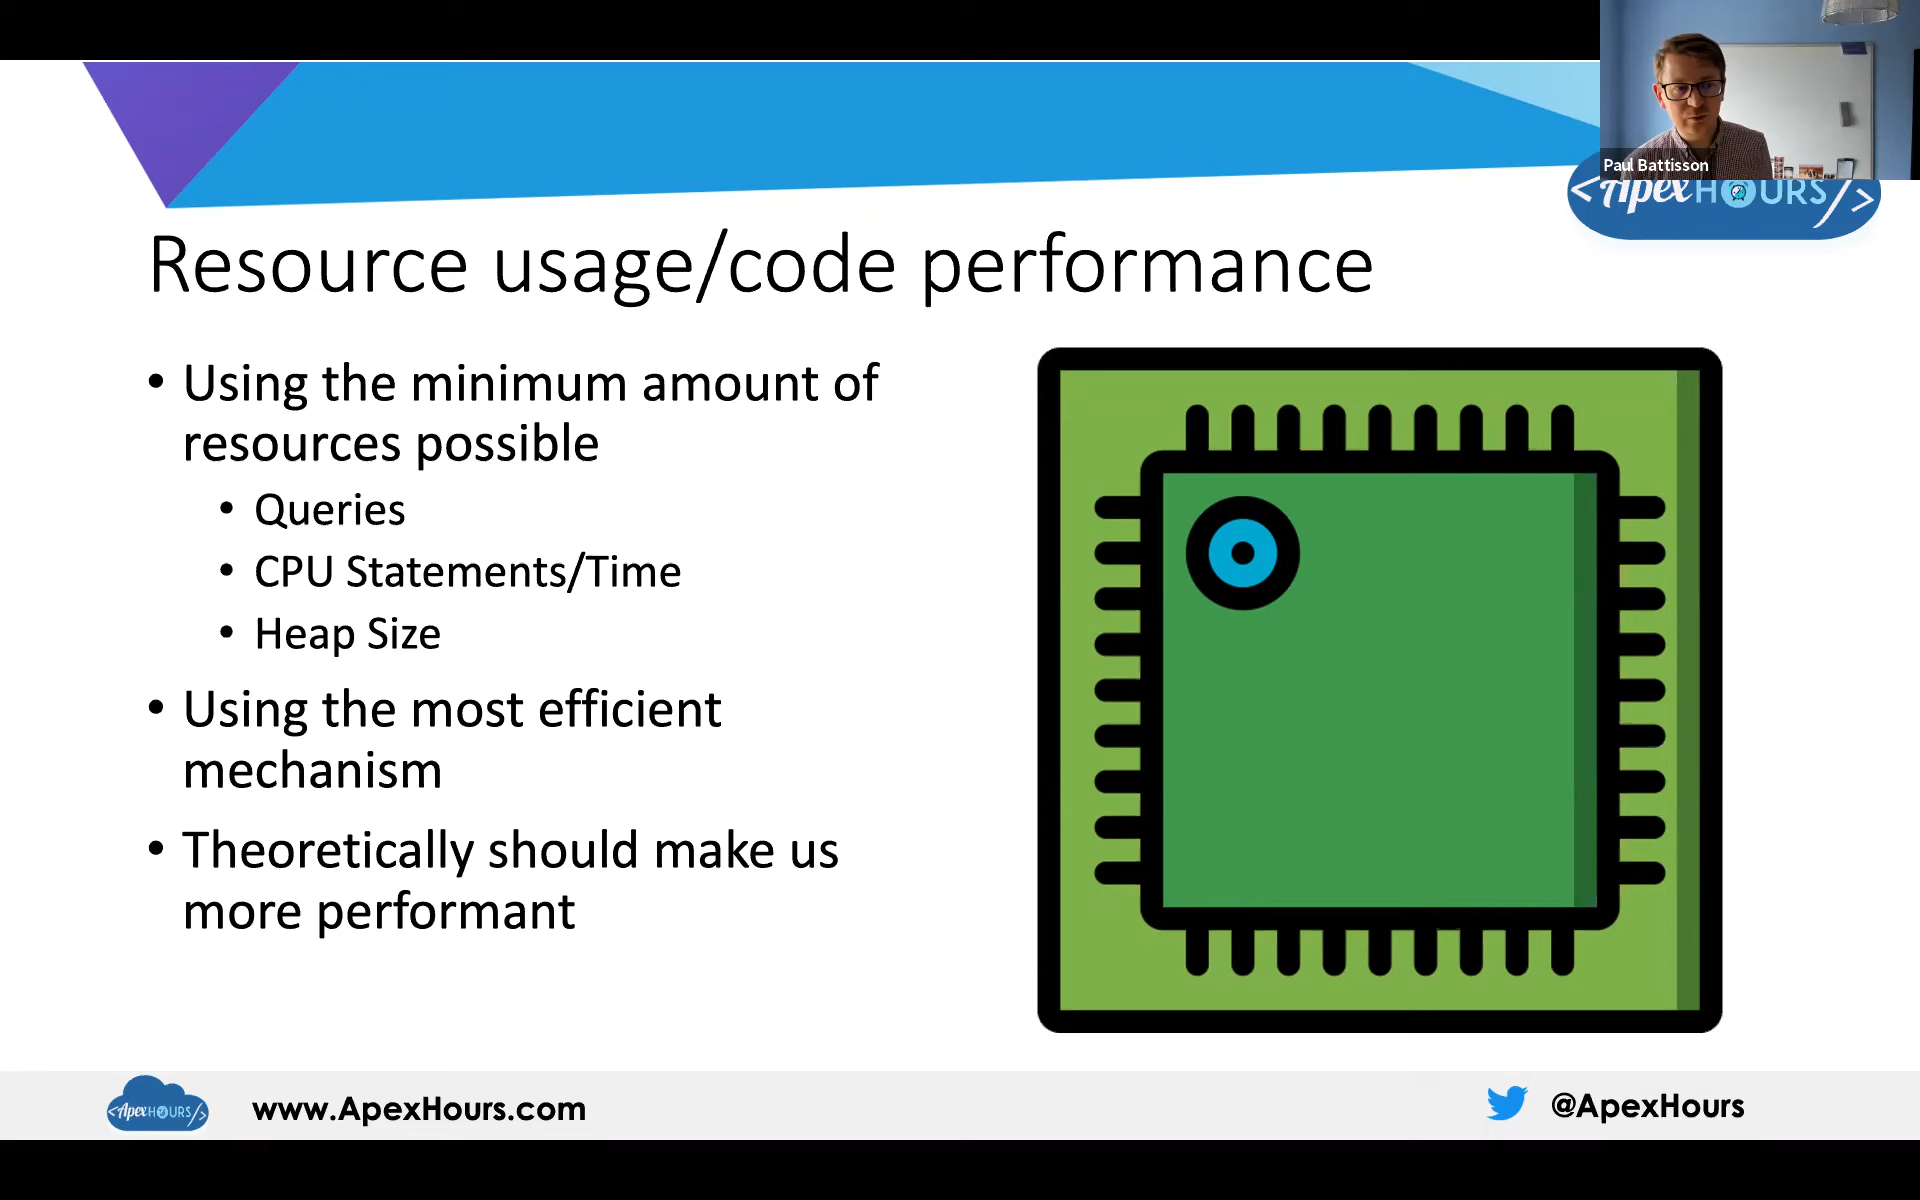 Paul Battisson
<ApexHOURS/>
Resource usage/code performance
• Using the minimum amount of
resources possible
• Queries
• CPU Statements/Time
• Heap Size
• Using the most efficient
mechanism
• Theoretically should make us
more performant
<ApexHOURS/>
www.ApexHours.com
@ApexHours